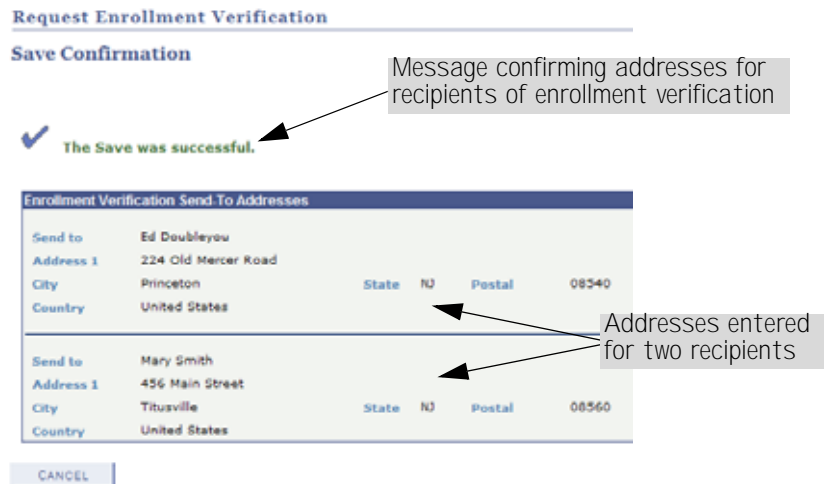 Request Enrollment Verification
Save Confirmation
Message confirming addresses for
recipients of enrollment verification
The Save was successful.
Enrollment Verification Send-To Addresses
Send to Ed Doubleyou
Address 1 224 Old Mercer Road
City Princeton State NJ Postal 08540
Country United States
Addresses entered
for two recipients
Send to Mary Smith
Address 1 456 Main Street
City Titusville State NJ Postal 08560
Country United States
CANCEL